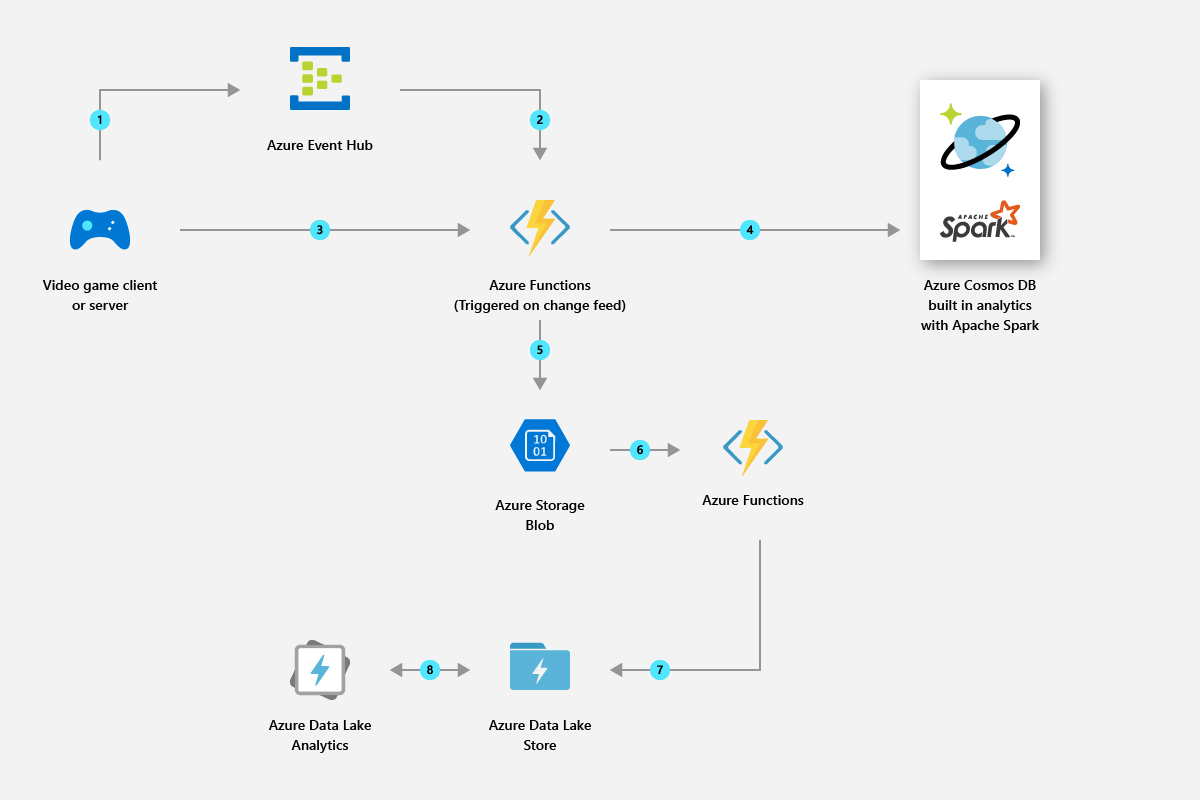 1
2
Azure Event Hub
3
4
APACHE
Spark™
Video game client
or server
Azure Functions
(Triggered on change feed)
Azure Cosmos DB
built in analytics
with Apache Spark
5
10
01
6
Azure Storage
Blob
Azure Functions
8
7
Azure Data Lake
Analytics
Azure Data Lake
Store